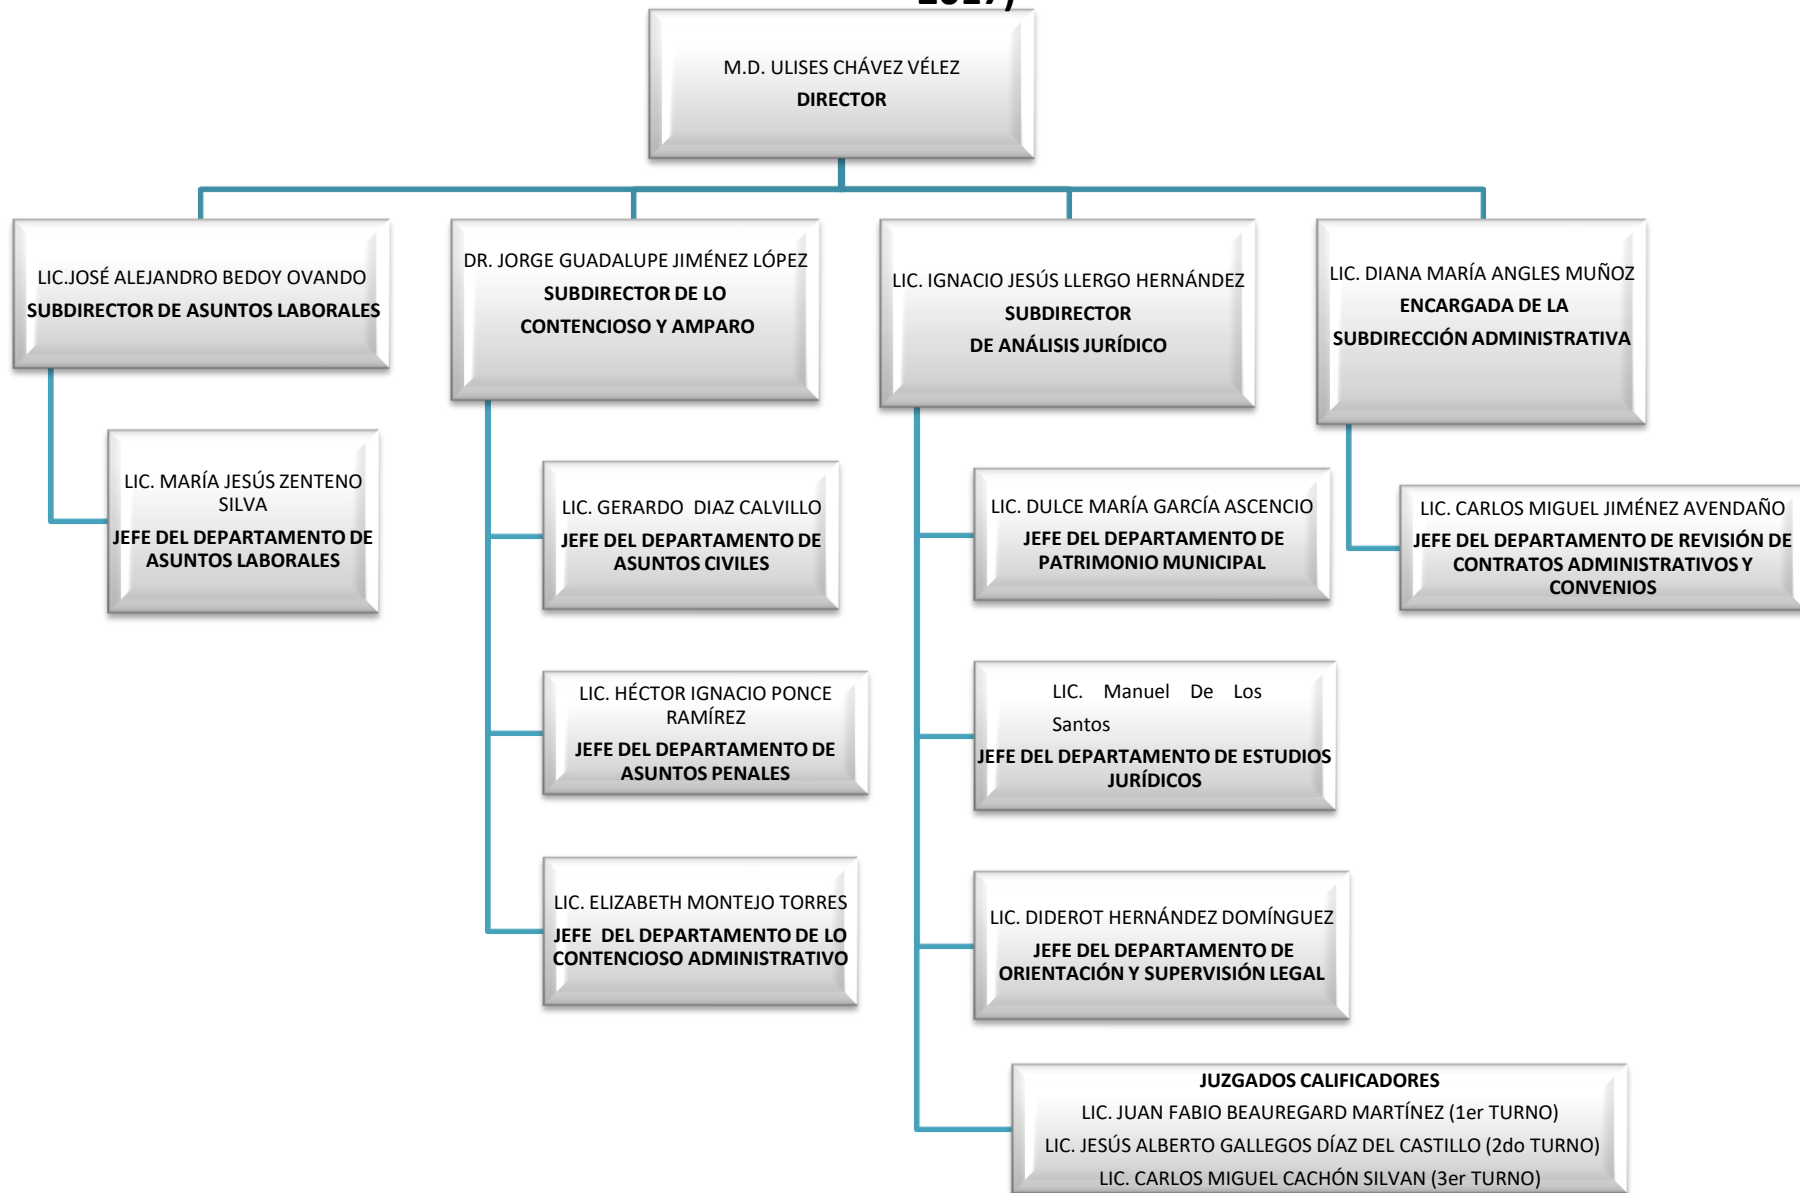 2017)
M.D. ULISES CHÁVEZ VÉLEZ
DIRECTOR
LIC.JOSÉ ALEJANDRO BEDOY OVANDO
SUBDIRECTOR DE ASUNTOS LABORALES
LIC. MARÍA JESÚS ZENTENO
SILVA
JEFE DEL DEPARTAMENTO DE
ASUNTOS LABORALES
DR. JORGE GUADALUPE JIMÉNEZ LÓPEZ
SUBDIRECTOR DE LO
CONTENCIOSO Y AMPARO
LIC. GERARDO  DIAZ CALVILLO
JEFE DEL DEPARTAMENTO DE
ASUNTOS CIVILES
LIC. HÉCTOR IGNACIO PONCE
RAMÍREZ
JEFE DEL DEPARTAMENTO DE
ASUNTOS PENALES
LIC. ELIZABETH MONTEJO TORRES
JEFE  DEL DEPARTAMENTO DE LO
CONTENCIOSO ADMINISTRATIVO
LIC. IGNACIO JESÚS LLERGO HERNÁNDEZ
SUBDIRECTOR
DE ANÁLISIS JURÍDICO
LIC. DULCE MARÍA GARCÍA ASCENCIO
JEFE DEL DEPARTAMENTO DE
PATRIMONIO MUNICIPAL
LIC. Manuel De Los
Santos
JEFE DEL DEPARTAMENTO DE ESTUDIOS
JURÍDICOS
LIC. DIDEROT HERNÁNDEZ DOMÍNGUEZ
JEFE DEL DEPARTAMENTO DE
ORIENTACIÓN Y SUPERVISIÓN LEGAL
JUZGADOS CALIFICADORES
LIC. JUAN FABIO BEAUREGARD MARTÍNEZ (1er TURNO)
LIC. JESÚS ALBERTO GALLEGOS DÍAZ DEL CASTILLO (2do TURNO)
LIC. CARLOS MIGUEL CACHÓN SILVAN (3er TURNO)
LIC. DIANA MARÍA ANGLES MUÑOZ
ENCARGADA DE LA
SUBDIRECCIÓN ADMINISTRATIVA
LIC. CARLOS MIGUEL JIMÉNEZ AVENDAÑO
JEFE DEL DEPARTAMENTO DE REVISIÓN DE
CONTRATOS ADMINISTRATIVOS Y
CONVENIOS